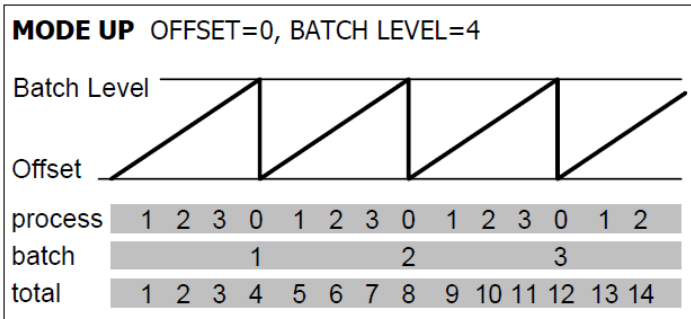 MODE UP OFFSET=0, BATCH LEVEL=4
Batch Level
Offset
process 1 2 3 0 1 2 3 0 1 2 3 0 1 2
batch 1 2 3
total 1 2 3 4 5 6 7 8 9 10 11 12 13 14